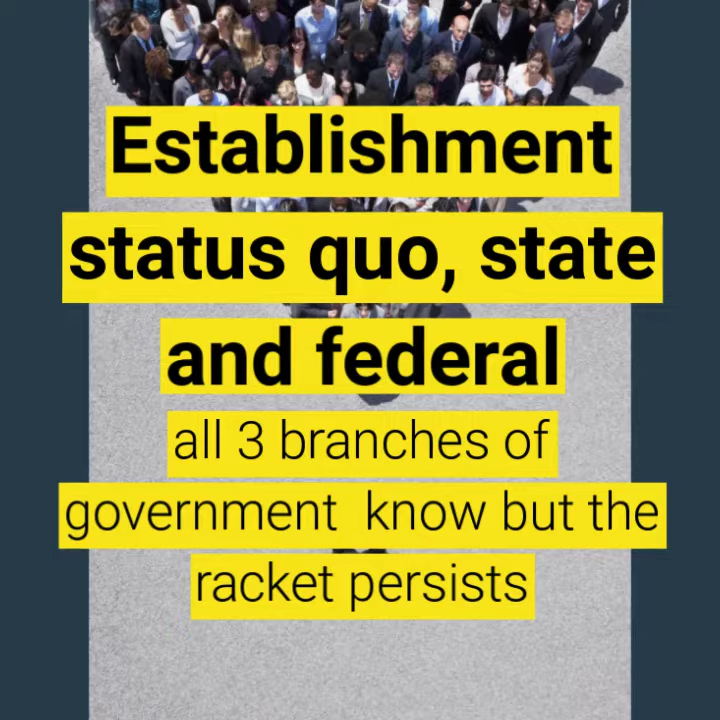 Establishment
status quo, state
and federal
all 3 branches of
government  know but the
racket persists